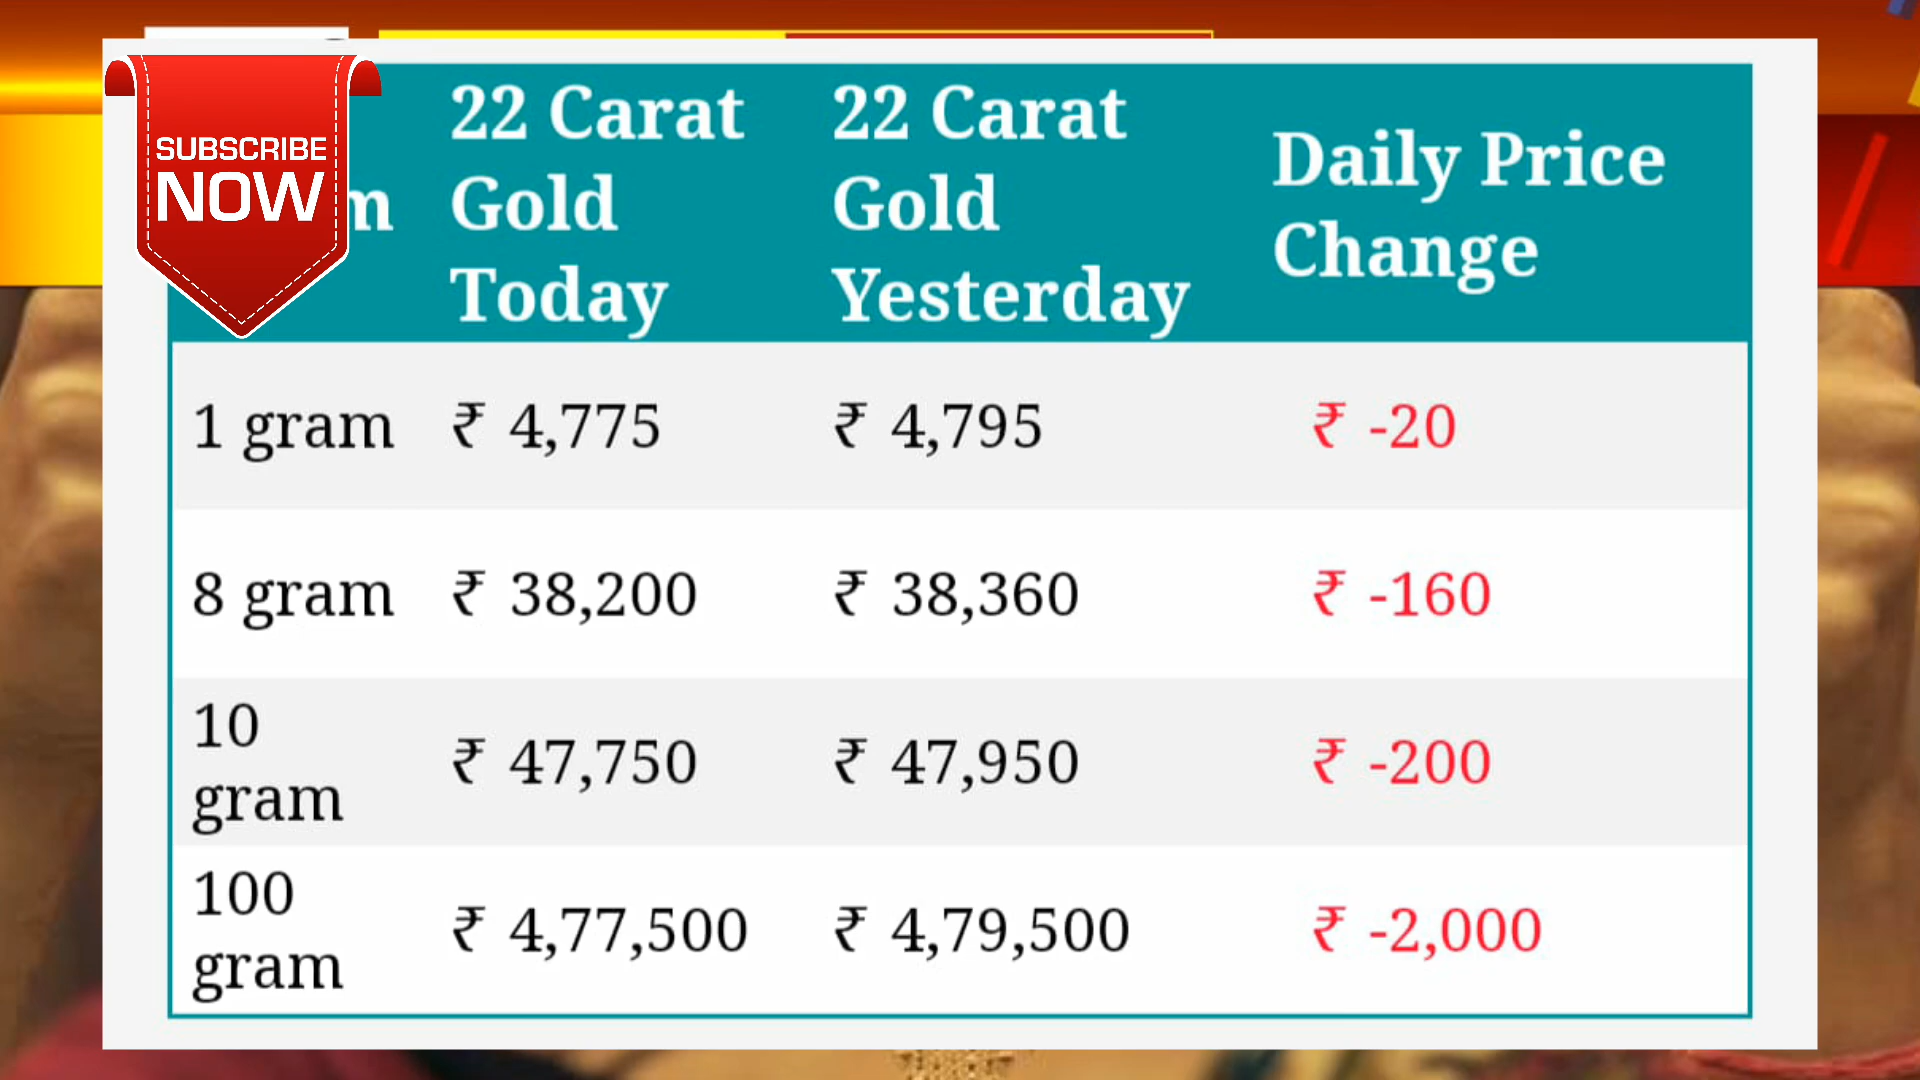 SUBSCRIBE
NOW
22 Carat
Gold
Today
22 Carat
Gold
Yesterday
Daily Price
Change
1 gram ₹ 4,775 ₹ 4,795 ₹ -20
8 gram ₹ 38,200 ₹ 38,360 ₹ -160
10
gram ₹ 47,750 ₹ 47,950 ₹ -200
100
gram ₹ 4,77,500 ₹ 4,79,500 ₹ -2,000